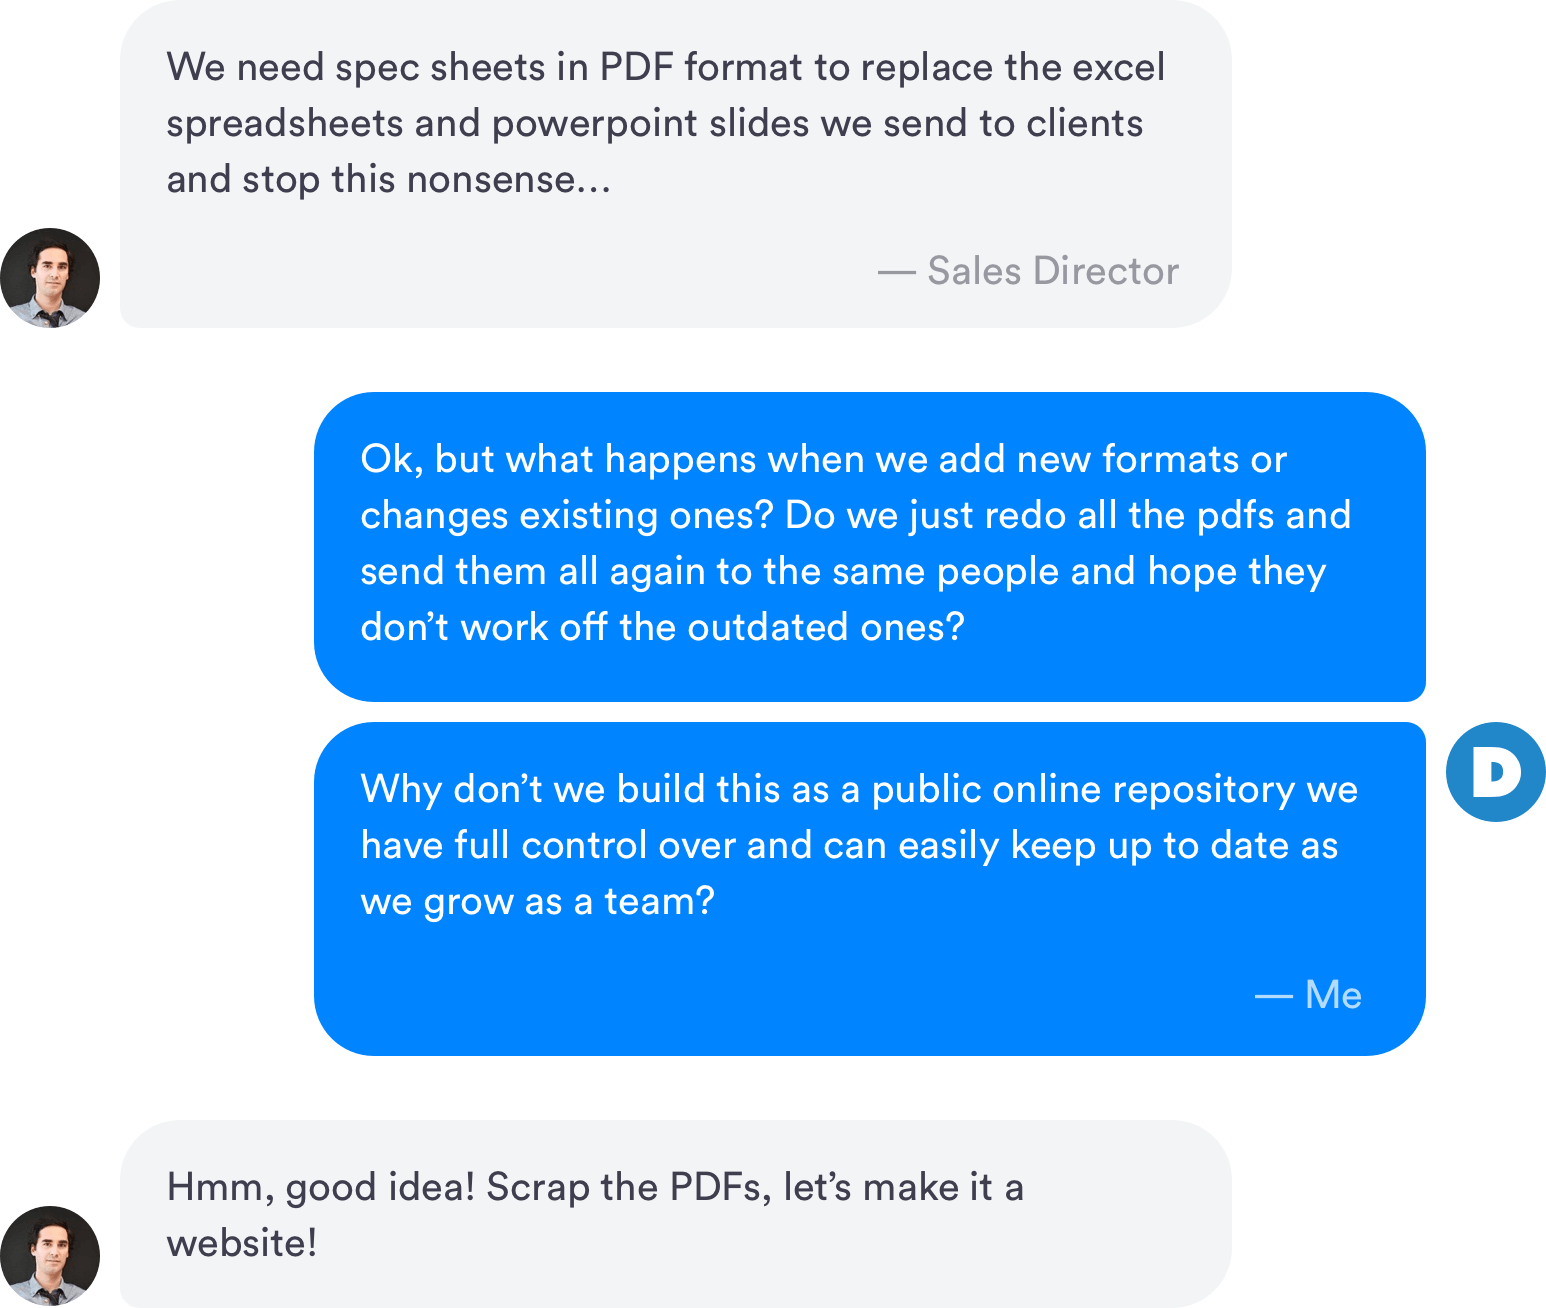 We need spec sheets in PDF format to replace the excel
spreadsheets and powerpoint slides we send to clients
and stop this nonsense…
— Sales Director
Ok, but what happens when we add new formats or
changes existing ones? Do we just redo all the pdfs and
send them all again to the same people and hope they
don’t work off the outdated ones?
Why don’t we build this as a public online repository we
have full control over and can easily keep up to date as
we grow as a team?
D
— Me
Hmm, good idea! Scrap the PDFs, let’s make it a
website!